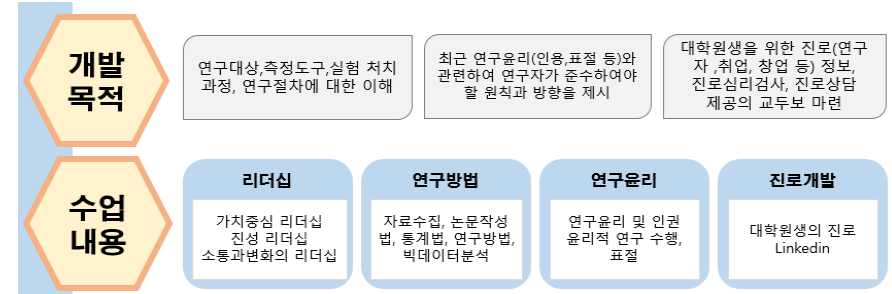 개발
목적
연구대상,측정도구,실험 처치
과정, 연구절차에 대한 이해
최근 연구윤리(인용,표절 등)와
관련하여 연구자가 준수하여야
할 원칙과 방향을 제시
대학원생을 위한 진로(연구
자 ,취업, 창업 등) 정보,
진로심리검사, 진로상담
제공의 교두보 마련
수업
내용
리더십
가치중심 리더십
진성 리더십
소통과변화의 리더십
연구방법
자료수집, 논문작성
법, 통계법, 연구방법,
빅데이터분석
연구윤리
연구윤리 및 인권
윤리적 연구 수행,
표절
진로개발
대학원생의 진로
Linkedin